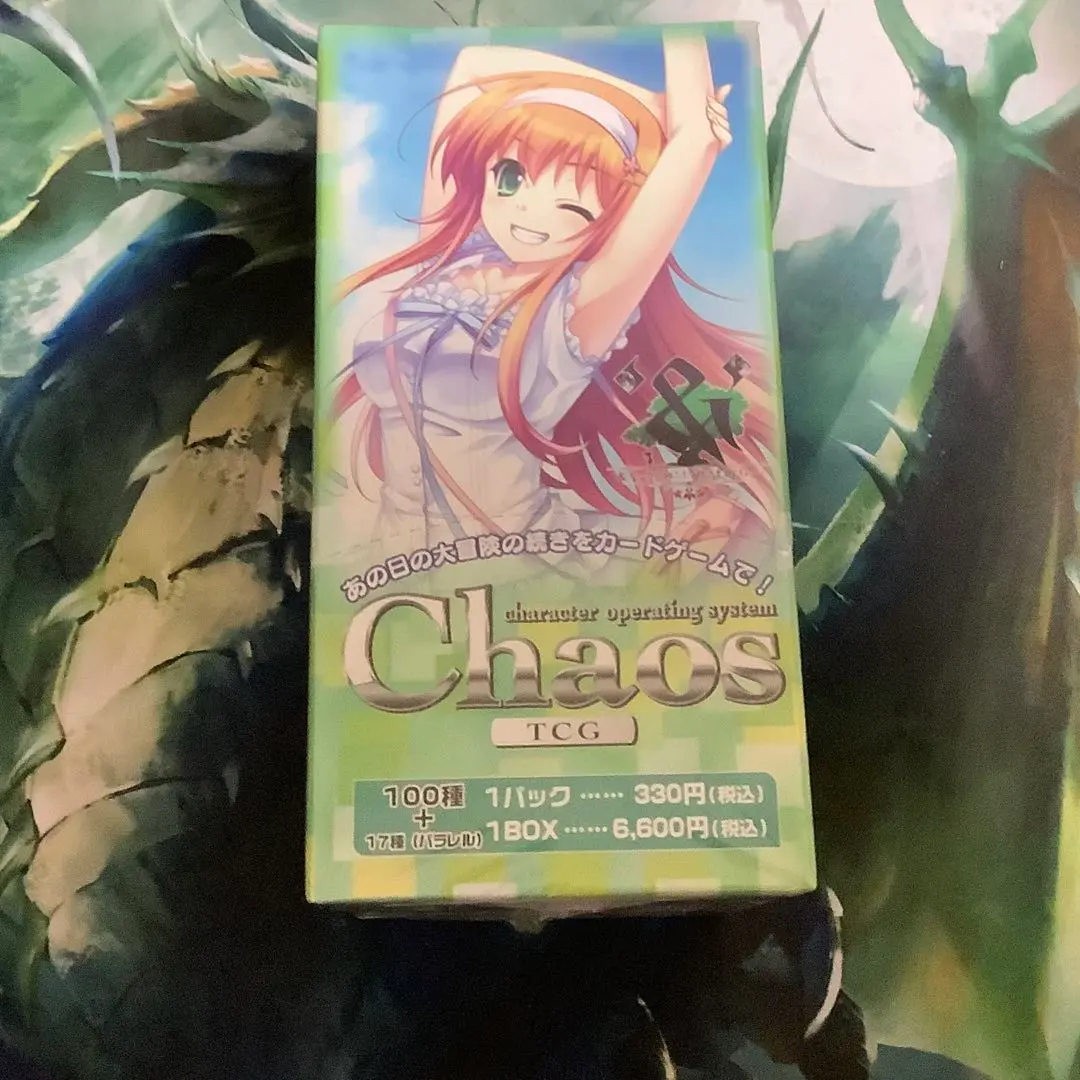 &
あの日の大冒険の続きをカードゲームで！
character operating system
Chaos
TCG
100種
+
17種 (パラレル)
1パック …… 330円(税込)
1BOX …… 6,600円(税込)